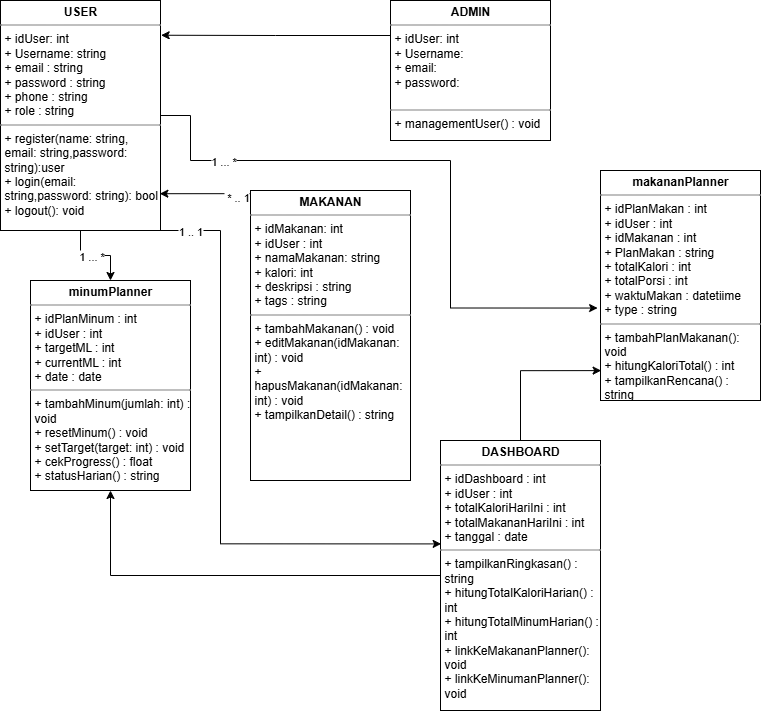 USER
+ idUser: int
+ Username: string
+ email : string
+ password : string
+ phone : string
+ role : string
+ register(name: string,
email: string,password:
string):user
+ login(email:
string,password: string): bool
+ logout(): void
ADMIN
+ idUser: int
+ Username:
+ email:
+ password:
+ managementUser() : void
1 ... *
* .. 1
1 .. 1
1 ... *
makananPlanner
+ idPlanMakan : int
+ idUser : int
+ idMakanan : int
+ PlanMakan : string
+ totalKalori : int
+ totalPorsi : int
+ waktuMakan : datetiime
+ type : string
+ tambahPlanMakanan():
void
+ hitungKaloriTotal() : int
+ tampilkanRencana() :
string
MAKANAN
+ idMakanan: int
+ idUser : int
+ namaMakanan: string
+ kalori: int
+ deskripsi : string
+ tags : string
+ tambahMakanan() : void
+ editMakanan(idMakanan:
int) : void
+
hapusMakanan(idMakanan:
int) : void
+ tampilkanDetail() : string
minumPlanner
+ idPlanMinum : int
+ idUser : int
+ targetML : int
+ currentML : int
+ date : date
+ tambahMinum(jumlah: int) :
void
+ resetMinum() : void
+ setTarget(target: int) : void
+ cekProgress() : float
+ statusHarian() : string
DASHBOARD
+ idDashboard : int
+ idUser : int
+ totalKaloriHariIni : int
+ totalMakananHariIni : int
+ tanggal : date
+ tampilkanRingkasan() :
string
+ hitungTotalKaloriHarian() :
int
+ hitungTotalMinumHarian() :
int
+ linkKeMakananPlanner():
void
+ linkKeMinumanPlanner():
void